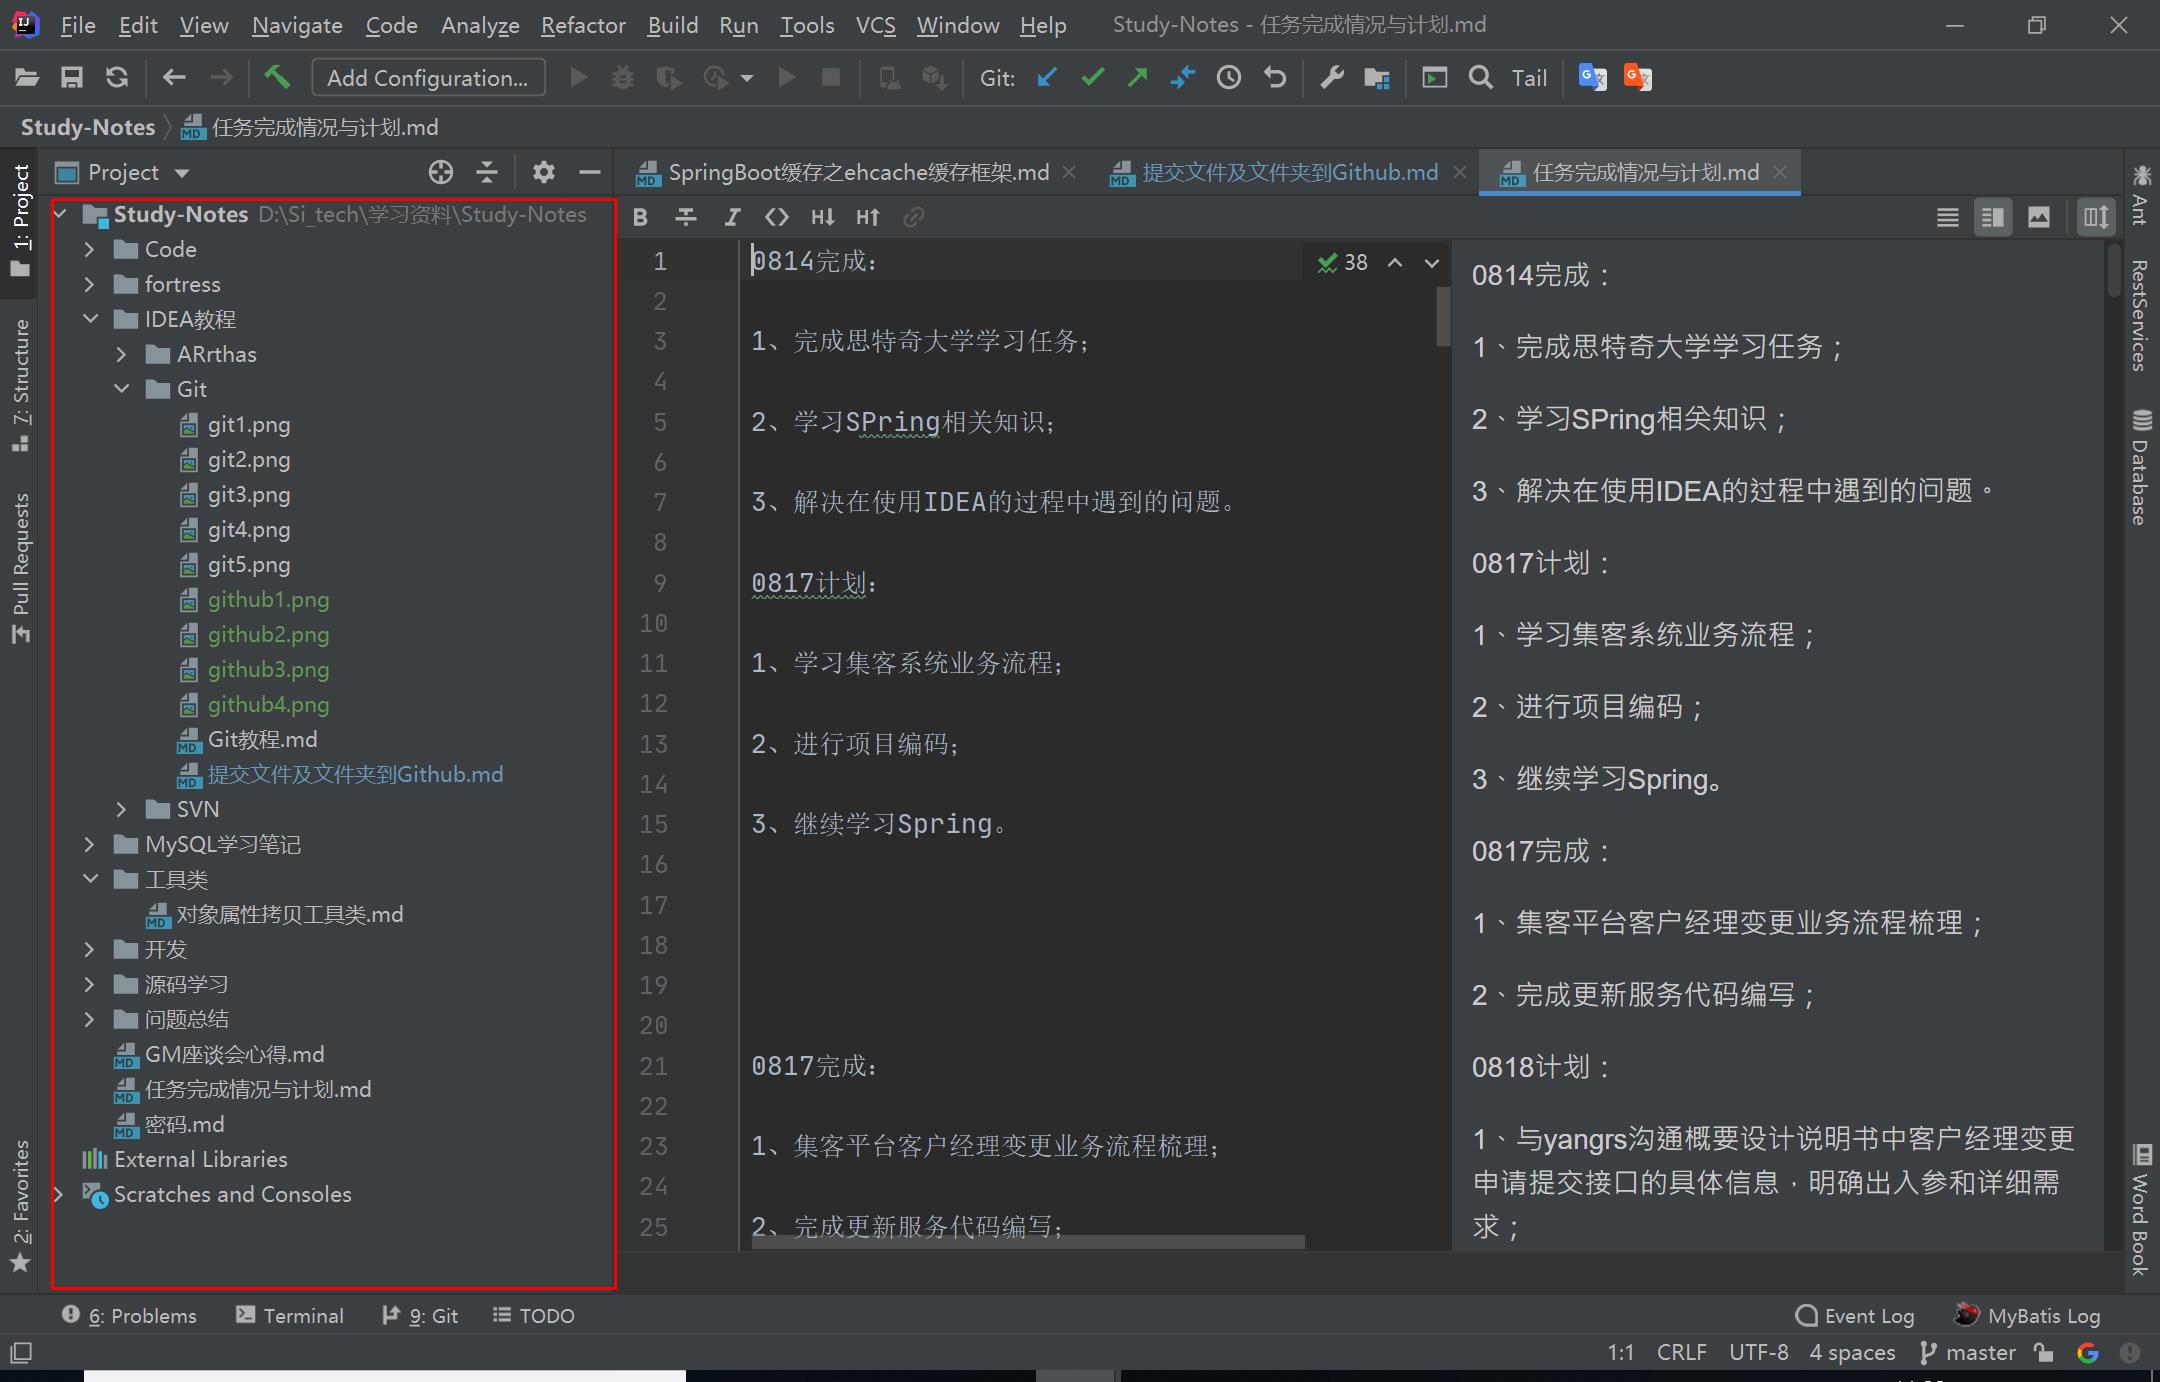 File Edit View Navigate Code Analyze Refactor Build Run Tools VCS Window Help Study-Notes - 任务完成情况与计划.md
Add Configuration... Git: Tail
Study-Notes 任务完成情况与计划.md
1: Project
7: Structure
Pull Requests
2: Favorites
Project
Study-Notes D:\Si_tech\学习资料\Study-Notes
Code
fortress
IDEA教程
ARrthas
Git
git1.png
git2.png
git3.png
git4.png
git5.png
github1.png
github2.png
github3.png
github4.png
Git教程.md
提交文件及文件夹到Github.md
SVN
MySQL学习笔记
工具类
对象属性拷贝工具类.md
开发
源码学习
问题总结
GM座谈会心得.md
任务完成情况与计划.md
密码.md
External Libraries
Scratches and Consoles
SpringBoot缓存之ehcache缓存框架.md 提交文件及文件夹到Github.md 任务完成情况与计划.md
B H↓ H↑
38
1 0814完成：
2
3 1、完成思特奇大学学习任务；
4
5 2、学习SPring相关知识；
6
7 3、解决在使用IDEA的过程中遇到的问题。
8
9 0817计划：
10
11 1、学习集客系统业务流程；
12
13 2、进行项目编码；
14
15 3、继续学习Spring。
16
17
18
19
20
21 0817完成：
22
23 1、集客平台客户经理变更业务流程梳理；
24
25 2、完成更新服务代码编写；
0814完成：
1、完成思特奇大学学习任务；
2、学习SPring相关知识；
3、解决在使用IDEA的过程中遇到的问题。
0817计划：
1、学习集客系统业务流程；
2、进行项目编码；
3、继续学习Spring。
0817完成：
1、集客平台客户经理变更业务流程梳理；
2、完成更新服务代码编写；
0818计划：
1、与yangrs沟通概要设计说明书中客户经理变更
申请提交接口的具体信息，明确出入参和详细需
求；
Ant
RestServices
Database
Word Book
6: Problems Terminal 9: Git TODO Event Log MyBatis Log
1:1 CRLF UTF-8 4 spaces master